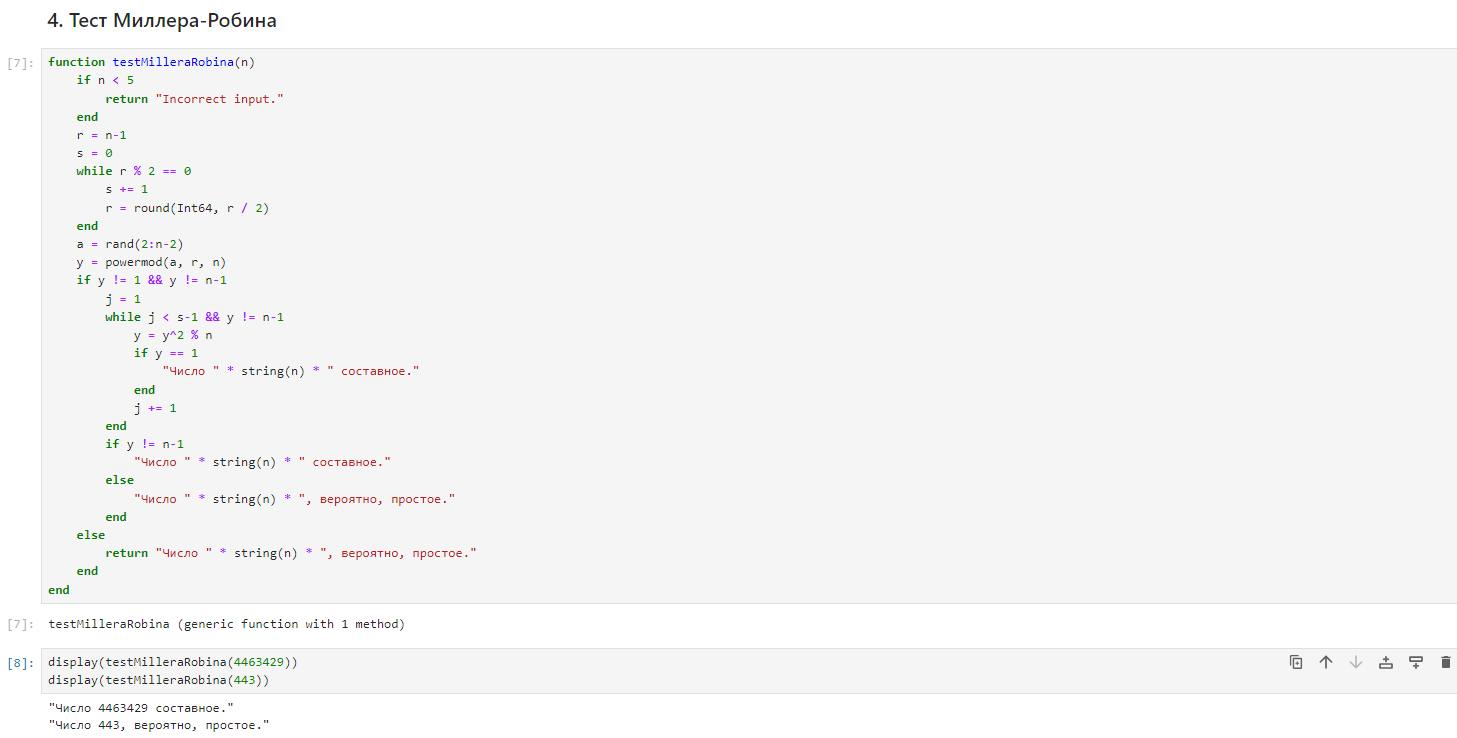 4. Тест Миллера-Робина
[7]: function testMilleraRobina(n)
    if n < 5
        return "Incorrect input."
    end
    r = n-1
    s = 0
    while r % 2 == 0
        s += 1
        r = round(Int64, r / 2)
    end
    a = rand(2:n-2)
    y = powermod(a, r, n)
    if y != 1 && y != n-1
        j = 1
        while j < s-1 && y != n-1
            y = y^2 % n
            if y == 1
                "Число " * string(n) * " составное."
            end
            j += 1
        end
        if y != n-1
            "Число " * string(n) * " составное."
        else
            "Число " * string(n) * ", вероятно, простое."
        end
    else
        return "Число " * string(n) * ", вероятно, простое."
    end
end
[7]: testMilleraRobina (generic function with 1 method)
[8]: display(testMilleraRobina(4463429))
display(testMilleraRobina(443))
"Число 4463429 составное."
"Число 443, вероятно, простое."